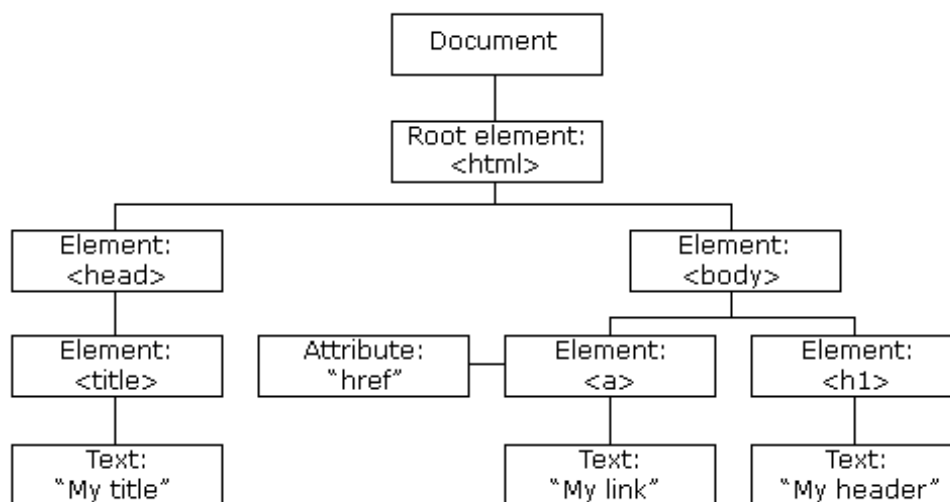 Document
Root element:
<html>
Element:
<head>
Element:
<body>
Element:
<title>
Attribute:
“href”
Element:
<a>
Element:
<h1>
Text:
“My title”
Text:
“My link”
Text:
“My header”